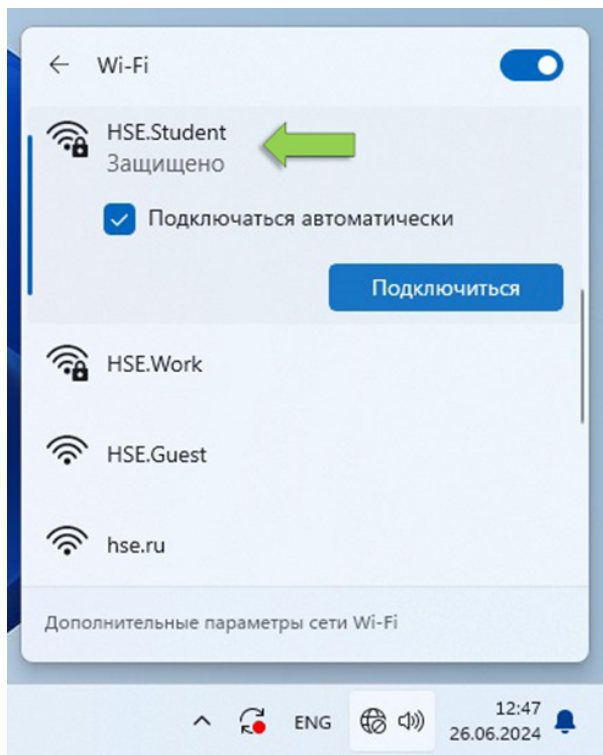 Wi-Fi
HSE.Student
Защищено
Подключаться автоматически
Подключиться
HSE.Work
HSE.Guest
hse.ru
Дополнительные параметры сети Wi-Fi
ENG
12:47
26.06.2024